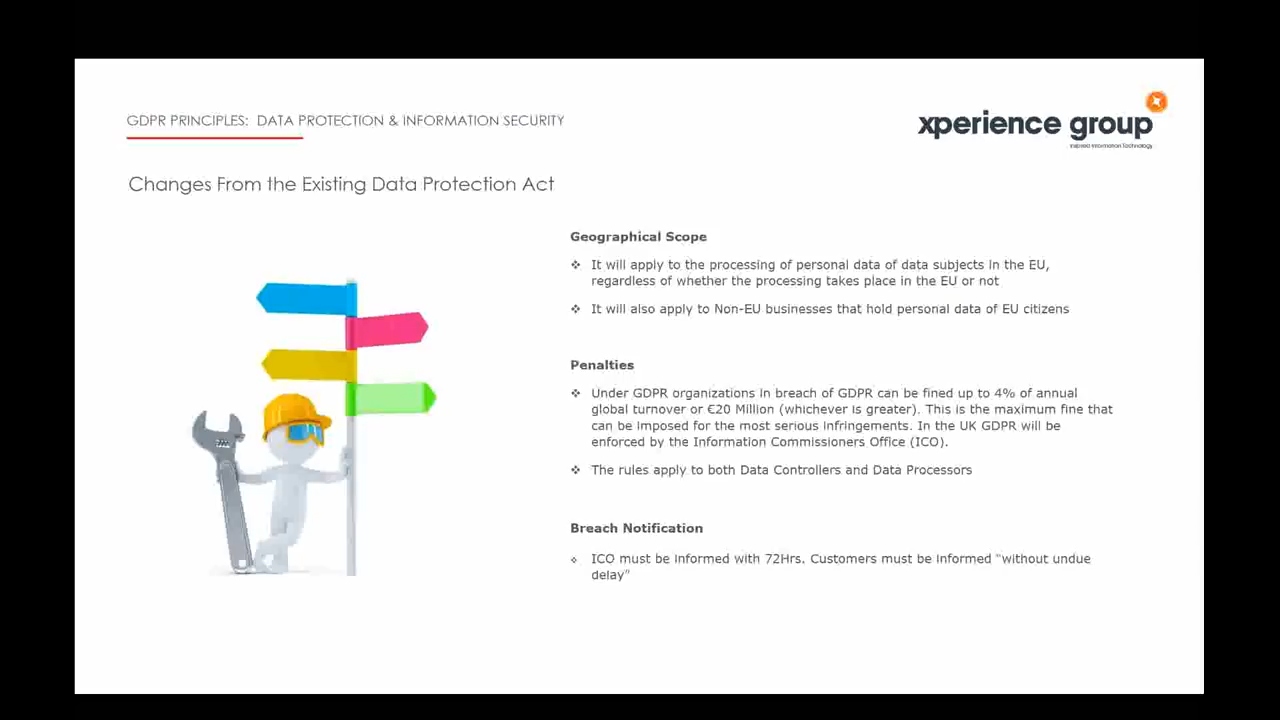 GDPR PRINCIPLES: DATA PROTECTION & INFORMATION SECURITY
xperience group
Inspired Information Technology
Changes From the Existing Data Protection Act
Geographical Scope
❖ It will apply to the processing of personal data of data subjects in the EU,
regardless of whether the processing takes place in the EU or not
❖ It will also apply to Non-EU businesses that hold personal data of EU citizens
Penalties
❖ Under GDPR organizations in breach of GDPR can be fined up to 4% of annual
global turnover or €20 Million (whichever is greater). This is the maximum fine that
can be imposed for the most serious infringements. In the UK GDPR will be
enforced by the Information Commissioners Office (ICO).
❖ The rules apply to both Data Controllers and Data Processors
Breach Notification
❖ ICO must be informed with 72Hrs. Customers must be informed "without undue
delay"